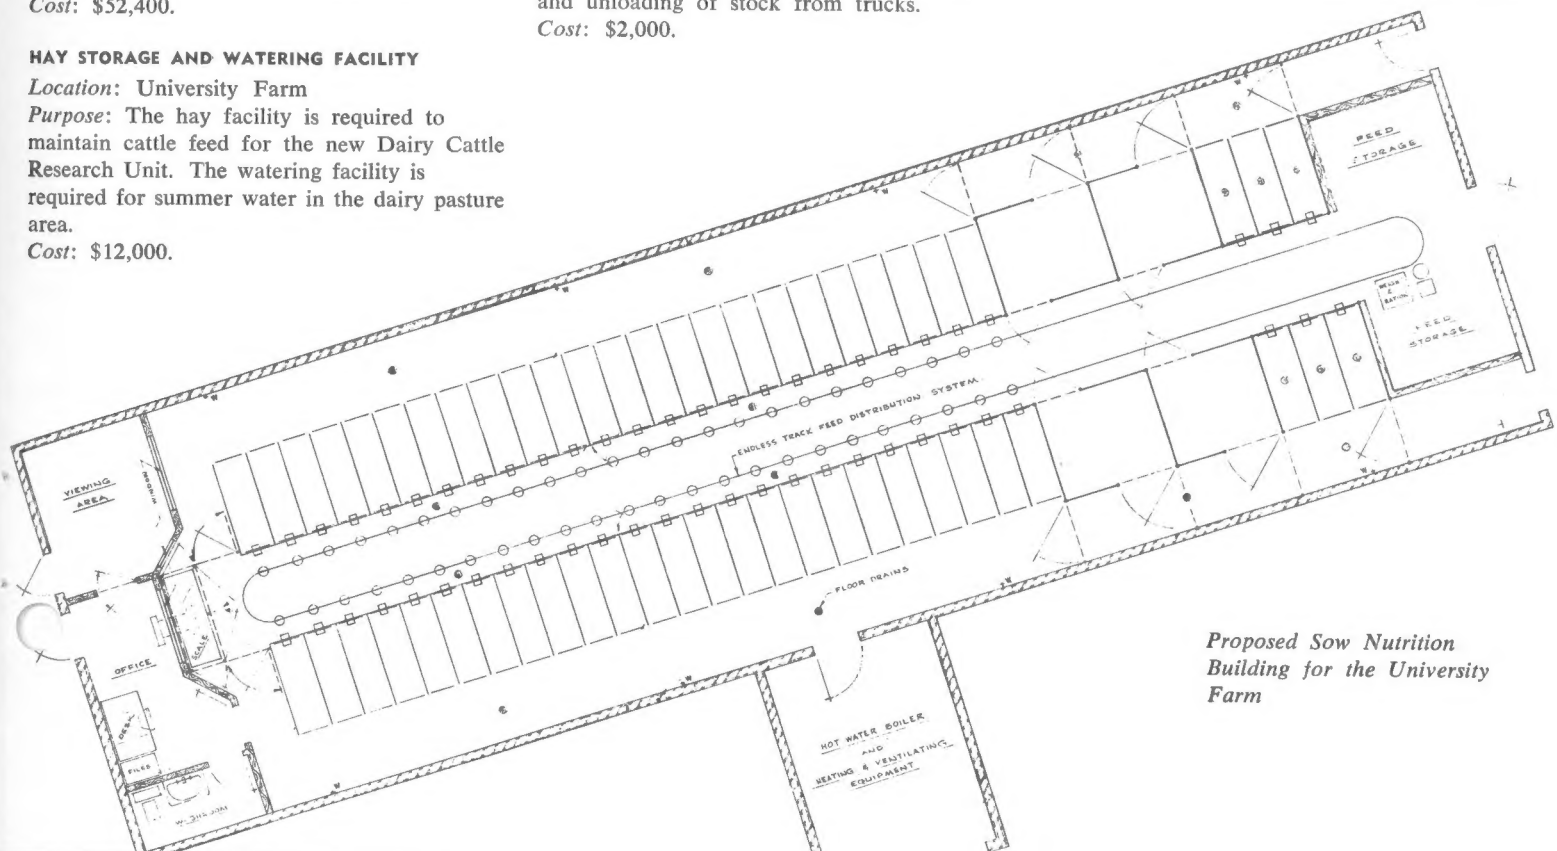 Cost: $52,400.
HAY STORAGE AND WATERING FACILITY
Location: University Farm
Purpose: The hay facility is required to
maintain cattle feed for the new Dairy Cattle
Research Unit. The watering facility is
required for summer water in the dairy pasture
area.
Cost: $12,000.
and unloading of stock from trucks.
Cost: $2,000.
FEED
STORAGE
FEED
STORAGE
ENDLESS TRACK FEED DISTRIBUTION SYSTEM
VIEWING
AREA
WINDOW
SCALE
OFFICE
DESK
FILES
WASHROOM
FLOOR DRAINS
HOT WATER BOILER
AND
HEATING & VENTILATING
EQUIPMENT
Proposed Sow Nutrition
Building for the University
Farm